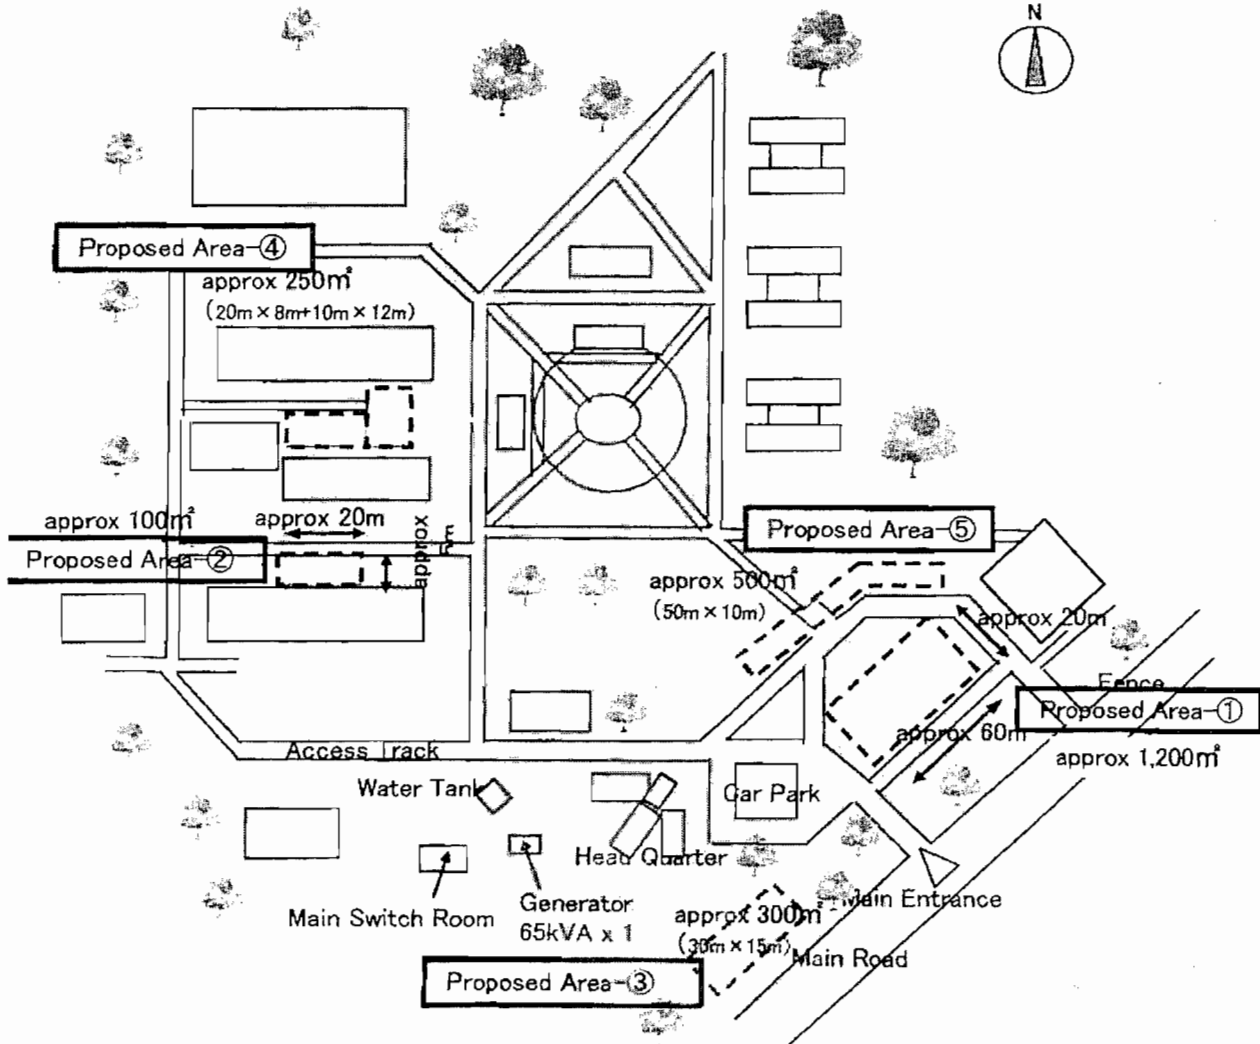 N
Proposed Area-④
approx 250㎡
(20m×8m+10m×12m)
approx 100㎡
approx 20m
approx
Proposed Area-②
Proposed Area-⑤
approx 500㎡
(50m×10m)
approx 20m
Fence
Proposed Area-①
approx 60m
approx 1,200㎡
Access Track
Water Tank
Car Park
Head Quarter
Main Switch Room
Generator
65kVA x 1
approx 300㎡
(30m×15m)
Main Entrance
Main Road
Proposed Area-③